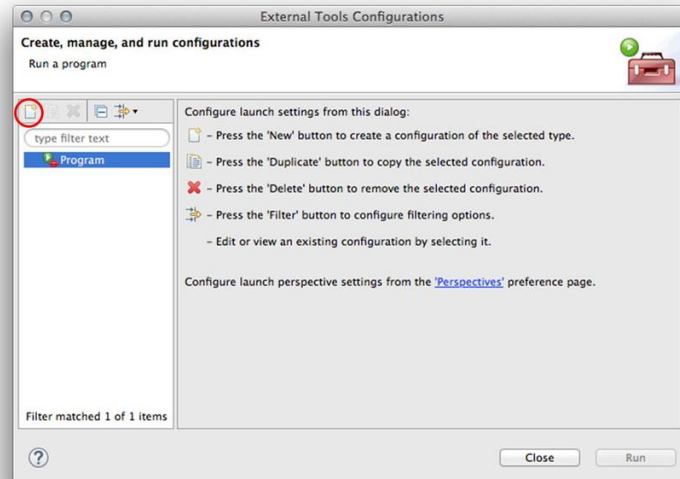 External Tools Configurations
Create, manage, and run configurations
Run a program
type filter text
Program
Filter matched 1 of 1 items
Configure launch settings from this dialog:
– Press the 'New' button to create a configuration of the selected type.
– Press the 'Duplicate' button to copy the selected configuration.
– Press the 'Delete' button to remove the selected configuration.
– Press the 'Filter' button to configure filtering options.
– Edit or view an existing configuration by selecting it.
Configure launch perspective settings from the 'Perspectives' preference page.
?
Close
Run